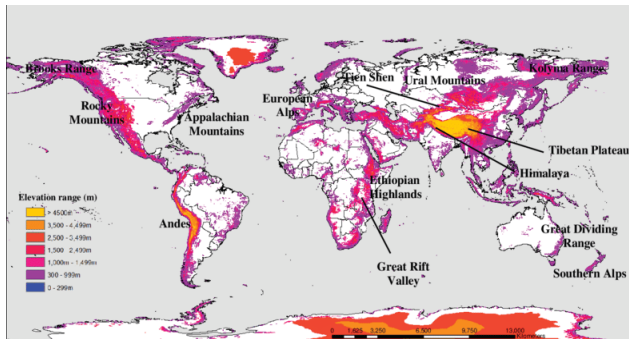 Brooks Range
Tien Shen
Ural Mountains
Kolyma Range
European
Alps
Rocky
Mountains
Appalachian
Mountains
Tibetan Plateau
Himalaya
Ethiopian
Highlands
Elevation range (m)
> 4500m
3,500 - 4,499m
2,500 - 3,499m
1,500 - 2,499m
1,000m - 1,499m
300 - 999m
0 - 299m
Andes
Great Dividing
Range
Great Rift
Valley
Southern Alps
0 1,625 3,250 6,500 9,750 13,000
Kilometers